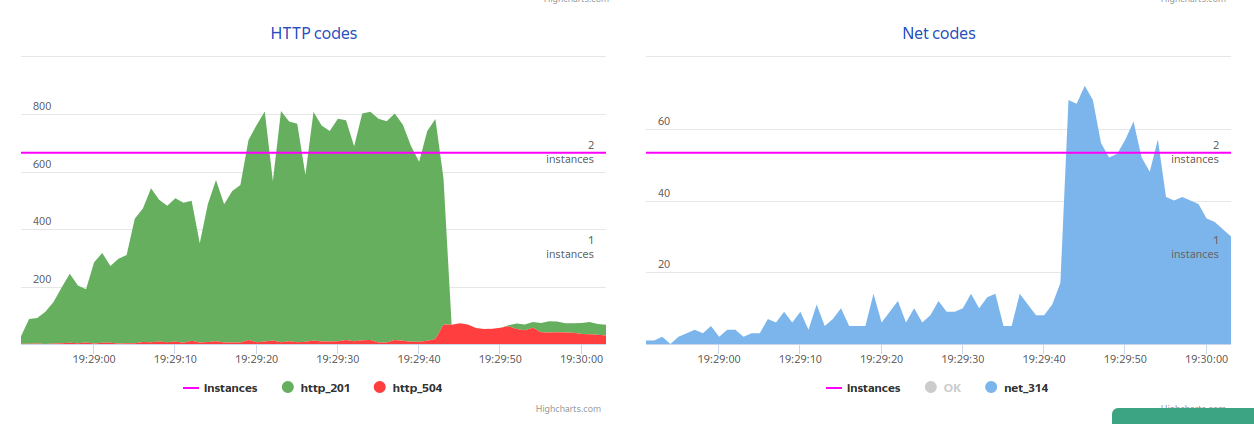 Highcharts.com
HTTP codes
800
600
400
200
2
instances
1
instances
19:29:00 19:29:10 19:29:20 19:29:30 19:29:40 19:29:50 19:30:00
Instances http_201 http_504
Highcharts.com
Highcharts.com
Net codes
60
40
20
2
instances
1
instances
19:29:00 19:29:10 19:29:20 19:29:30 19:29:40 19:29:50 19:30:00
Instances OK net_314
Highcharts.com